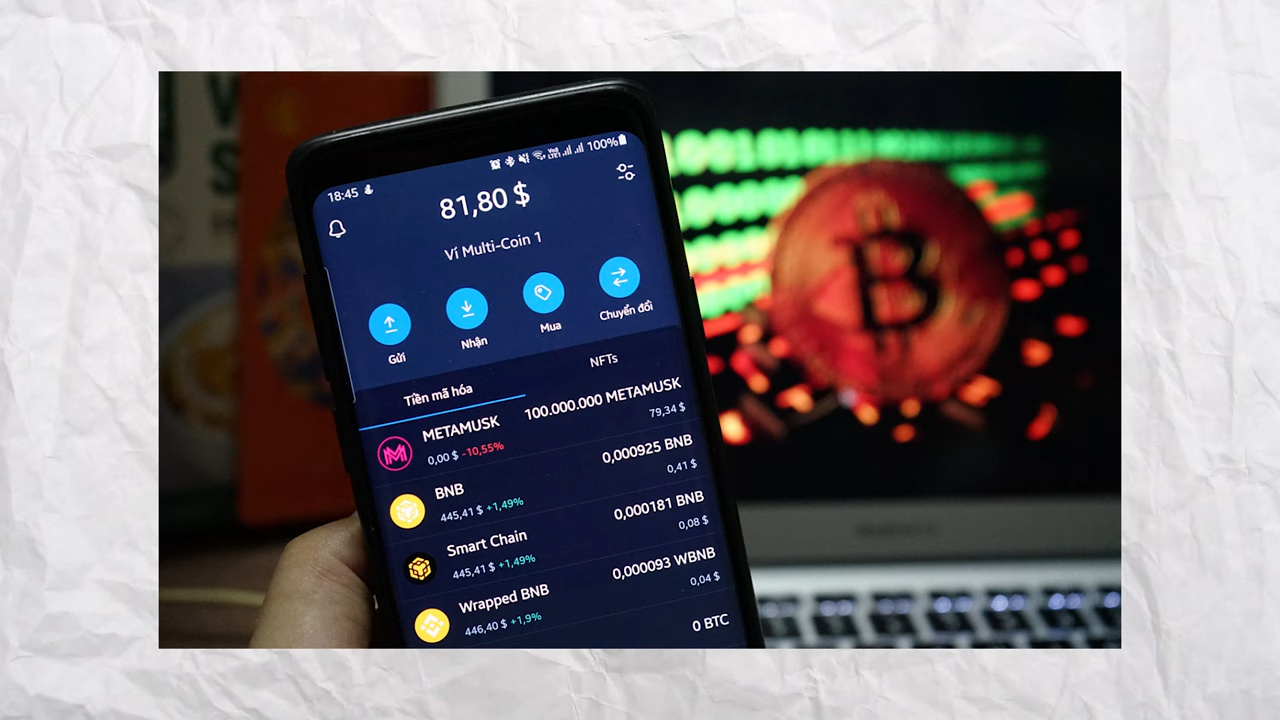 18:45
100%
81,80 $
Ví Multi-Coin 1
Gửi
Nhận
Mua
Chuyển đổi
Tiền mã hóa
NFTs
METAMUSK
100.000.000 METAMUSK
0,00 $ -10,55%
79,34 $
BNB
0,000925 BNB
445,41 $ +1,49%
0,41 $
Smart Chain
0,000181 BNB
445,41 $ +1,49%
0,08 $
Wrapped BNB
0,000093 WBNB
446,40 $ +1,9%
0,04 $
0 BTC
B